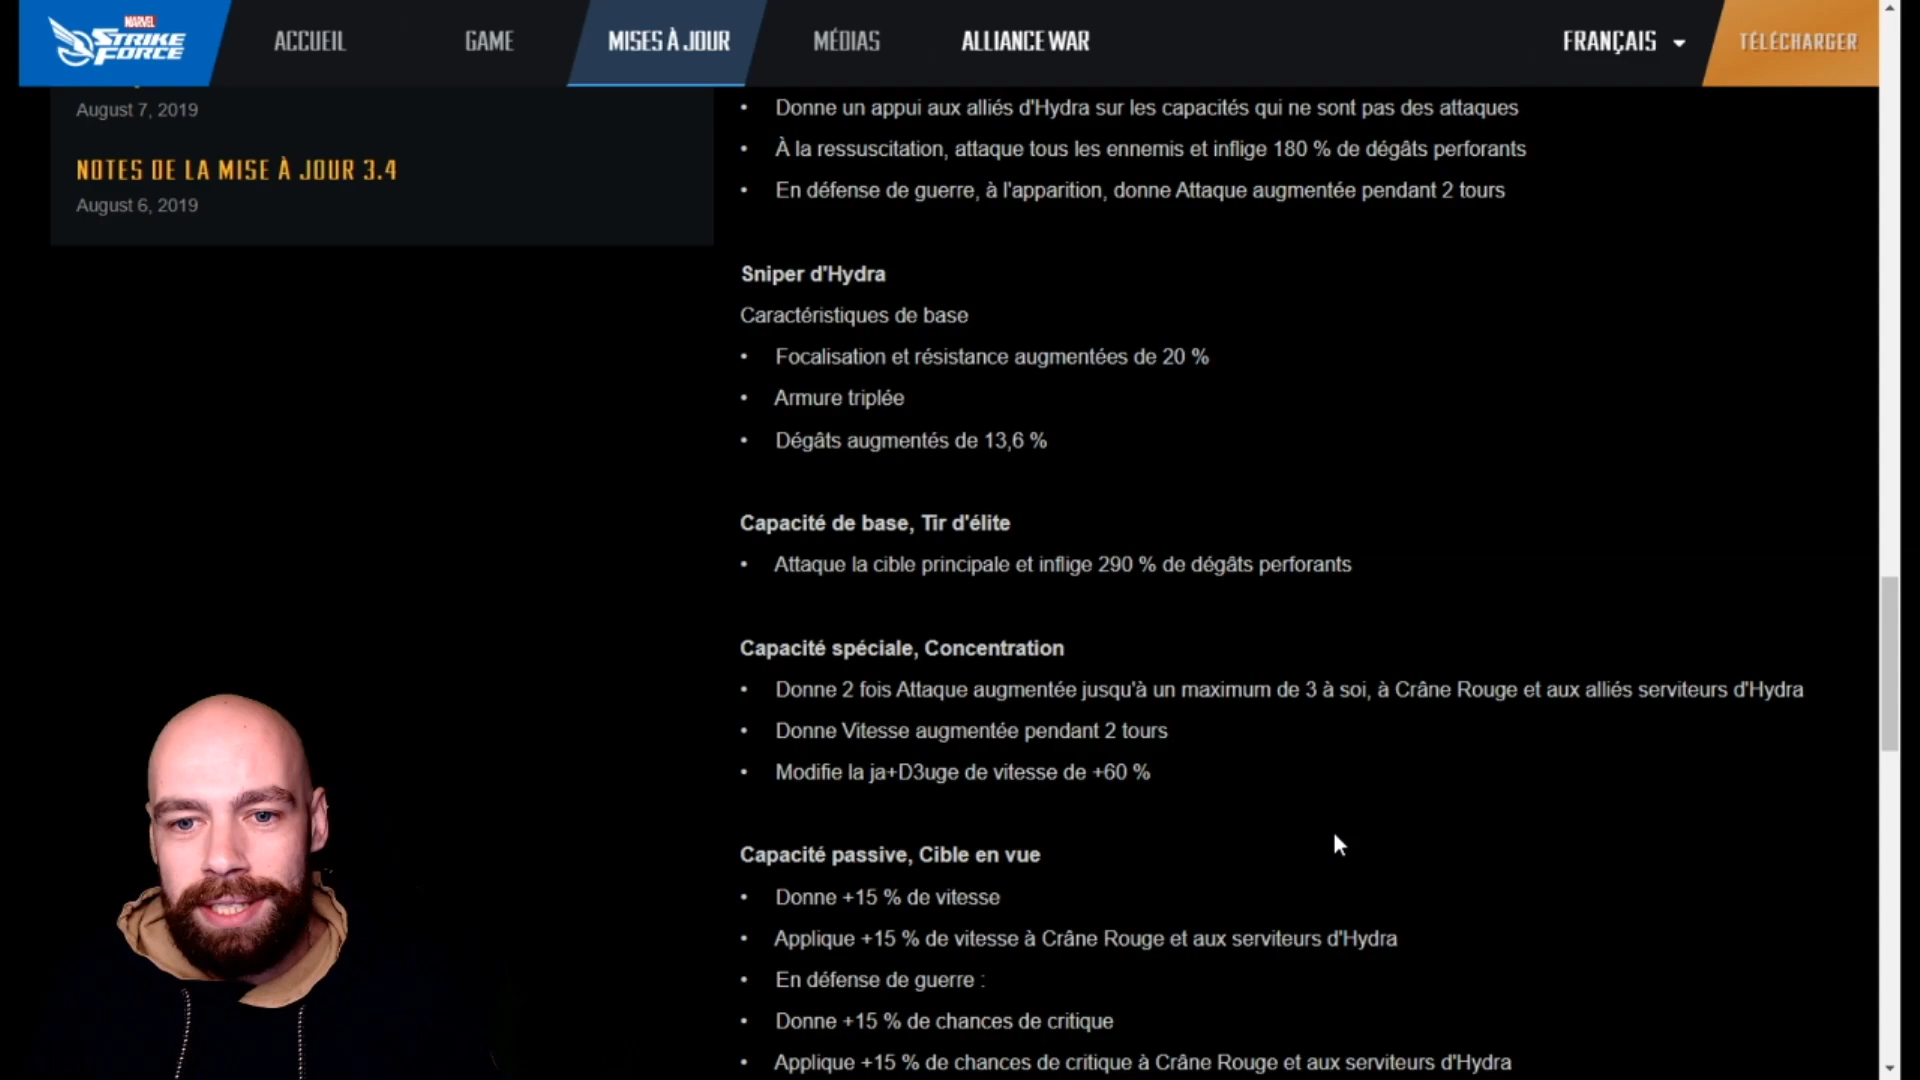 MARVEL
STRIKE
FORCE
ACCUEIL
GAME
MISES À JOUR
MÉDIAS
ALLIANCE WAR
FRANÇAIS
TÉLÉCHARGER
August 7, 2019
NOTES DE LA MISE À JOUR 3.4
August 6, 2019
• Donne un appui aux alliés d'Hydra sur les capacités qui ne sont pas des attaques
• À la ressuscitation, attaque tous les ennemis et inflige 180 % de dégâts perforants
• En défense de guerre, à l'apparition, donne Attaque augmentée pendant 2 tours
Sniper d'Hydra
Caractéristiques de base
• Focalisation et résistance augmentées de 20 %
• Armure triplée
• Dégâts augmentés de 13,6 %
Capacité de base, Tir d'élite
• Attaque la cible principale et inflige 290 % de dégâts perforants
Capacité spéciale, Concentration
• Donne 2 fois Attaque augmentée jusqu'à un maximum de 3 à soi, à Crâne Rouge et aux alliés serviteurs d'Hydra
• Donne Vitesse augmentée pendant 2 tours
• Modifie la ja+D3uge de vitesse de +60 %
Capacité passive, Cible en vue
• Donne +15 % de vitesse
• Applique +15 % de vitesse à Crâne Rouge et aux serviteurs d'Hydra
• En défense de guerre :
• Donne +15 % de chances de critique
• Applique +15 % de chances de critique à Crâne Rouge et aux serviteurs d'Hydra